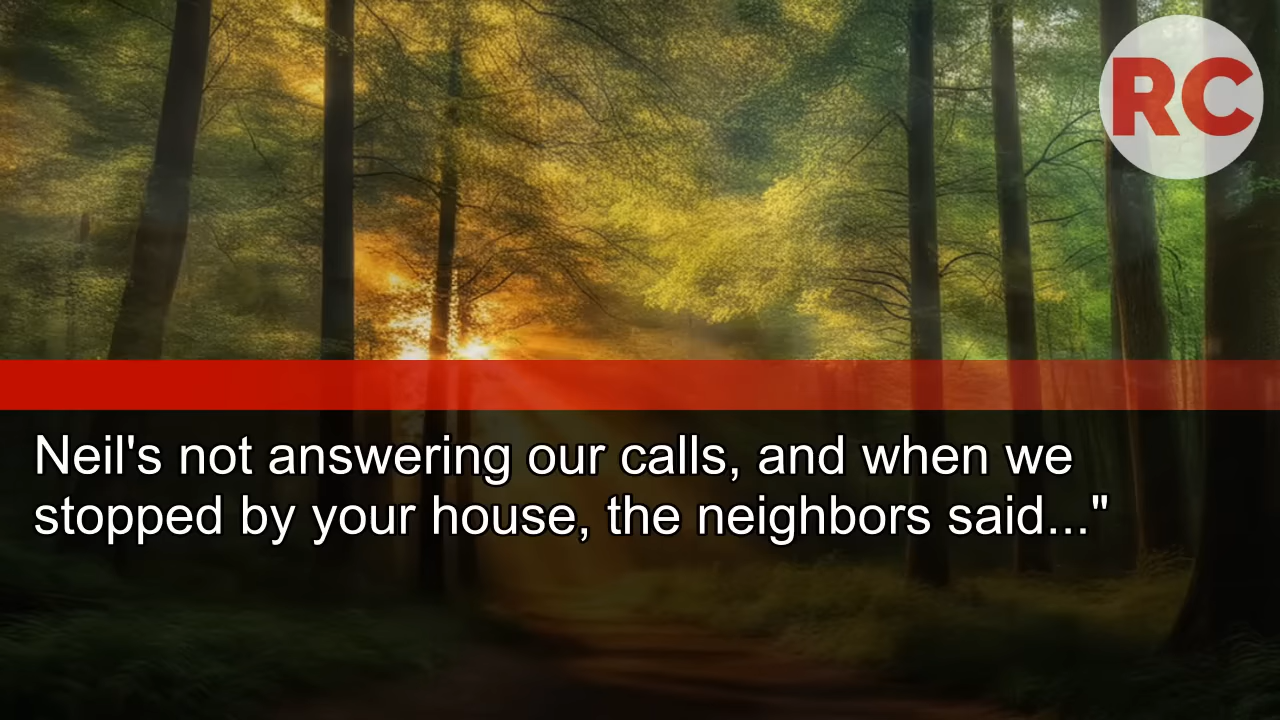 RC
Neil's not answering our calls, and when we
stopped by your house, the neighbors said..."